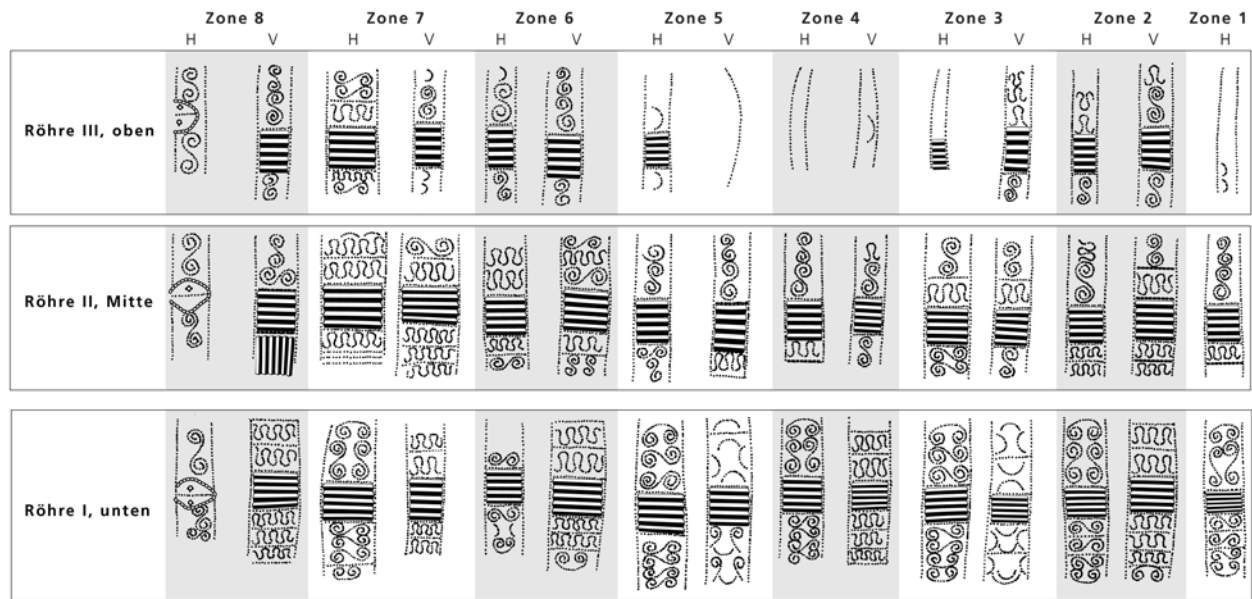 Zone 8 Zone 7 Zone 6 Zone 5 Zone 4 Zone 3 Zone 2 Zone 1
H V H V H V H V H V H V H V H
Röhre III, oben
Röhre II, Mitte
Röhre I, unten